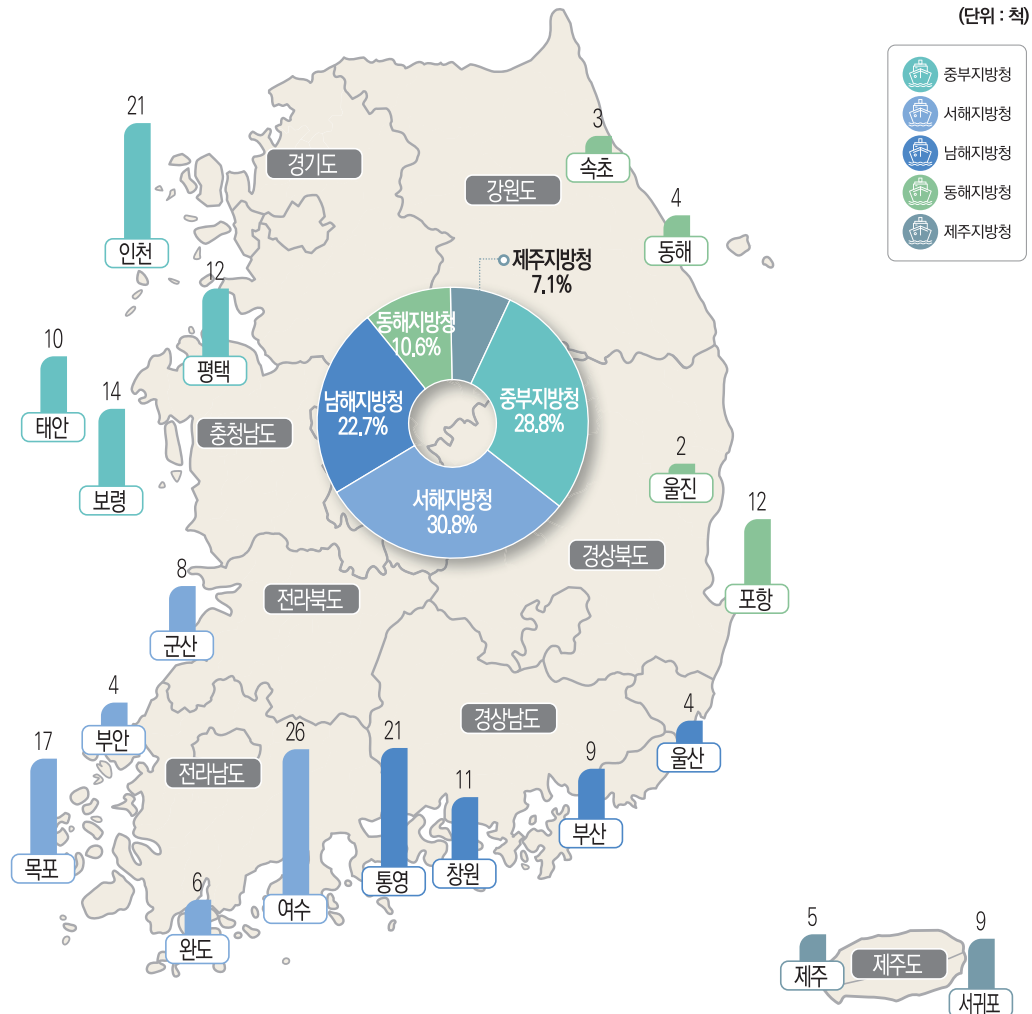 (단위 : 척)
중부지방청
서해지방청
남해지방청
동해지방청
제주지방청
21
인천
경기도
3
속초
강원도
4
동해
12
평택
제주지방청
7.1%
동해지방청
10.6%
10
태안
14
보령
충청남도
남해지방청
22.7%
중부지방청
28.8%
서해지방청
30.8%
2
울진
12
포항
경상북도
8
군산
전라북도
4
부안
17
목포
전라남도
26
여수
21
통영
11
창원
경상남도
9
부산
4
울산
6
완도
5
제주
제주도
9
서귀포